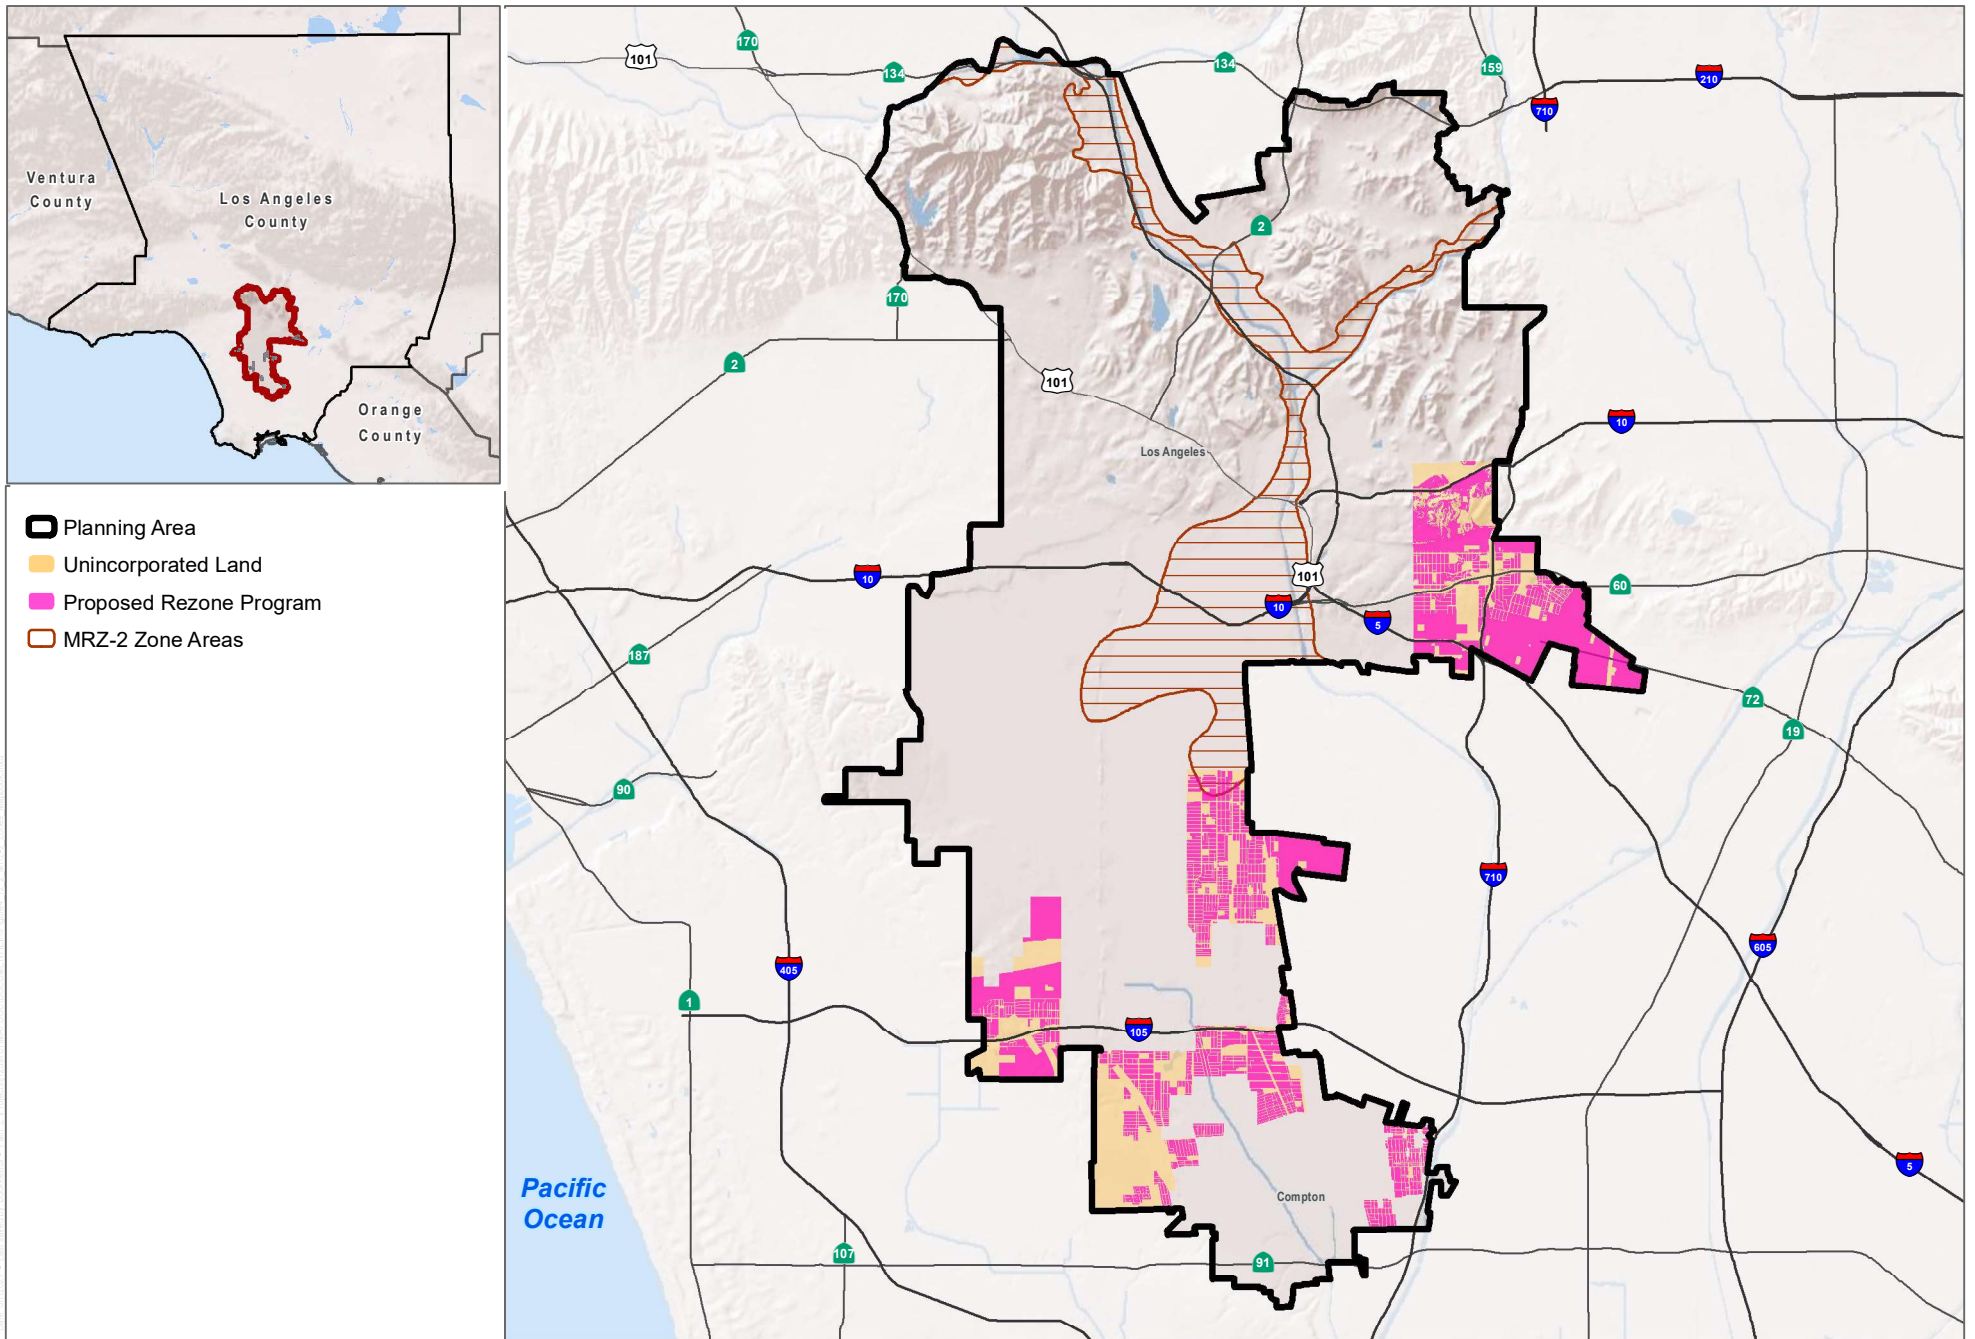 Ventura
County
Los Angeles
County
Orange
County
Planning Area
Unincorporated Land
Proposed Rezone Program
MRZ-2 Zone Areas
170
101
134
134
159
210
710
2
170
2
101
10
Los Angeles
101
10
10
5
60
187
72
19
90
710
605
405
1
105
5
Pacific
Ocean
Compton
107
91